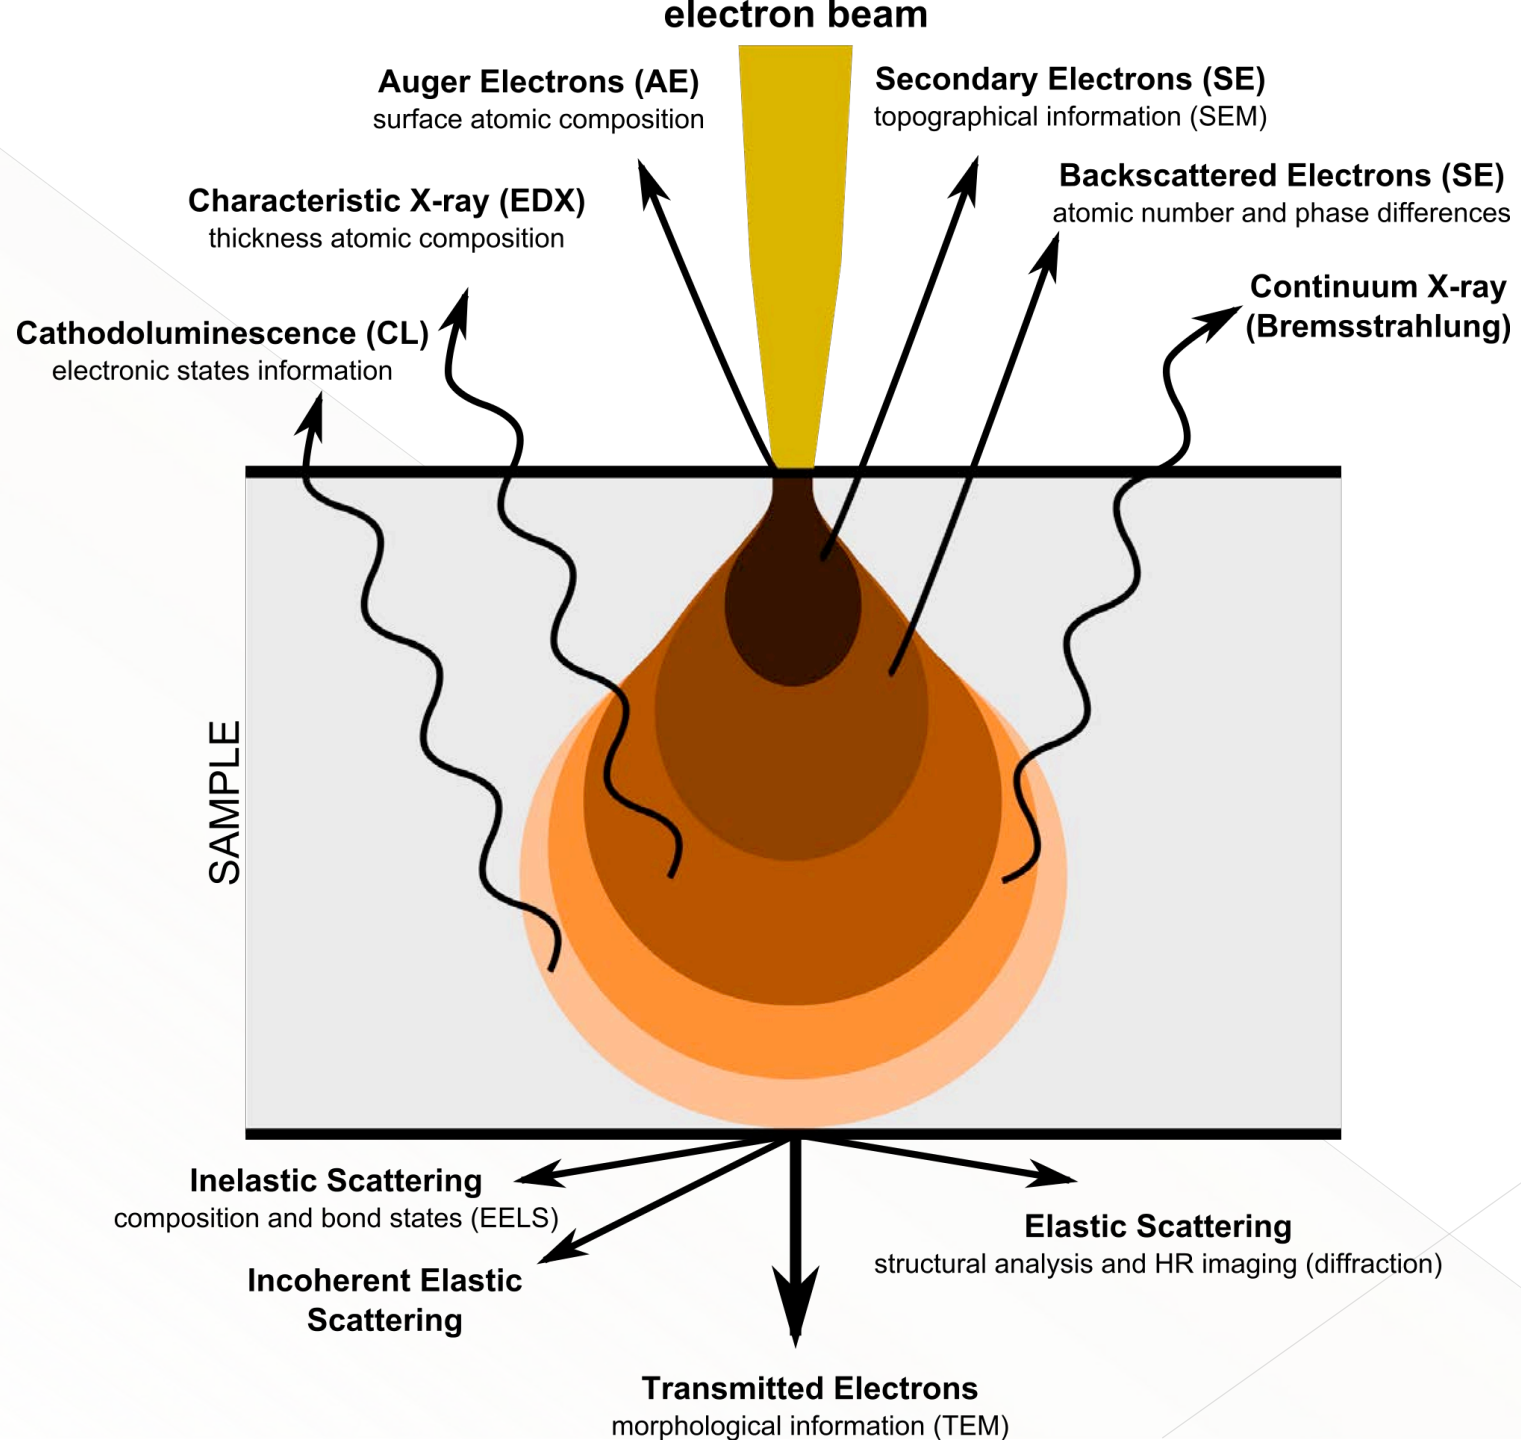 electron beam
Auger Electrons (AE)
surface atomic composition
Secondary Electrons (SE)
topographical information (SEM)
Characteristic X-ray (EDX)
thickness atomic composition
Backscattered Electrons (SE)
atomic number and phase differences
Cathodoluminescence (CL)
electronic states information
Continuum X-ray
(Bremsstrahlung)
SAMPLE
Inelastic Scattering
composition and bond states (EELS)
Incoherent Elastic
Scattering
Elastic Scattering
structural analysis and HR imaging (diffraction)
Transmitted Electrons
morphological information (TEM)